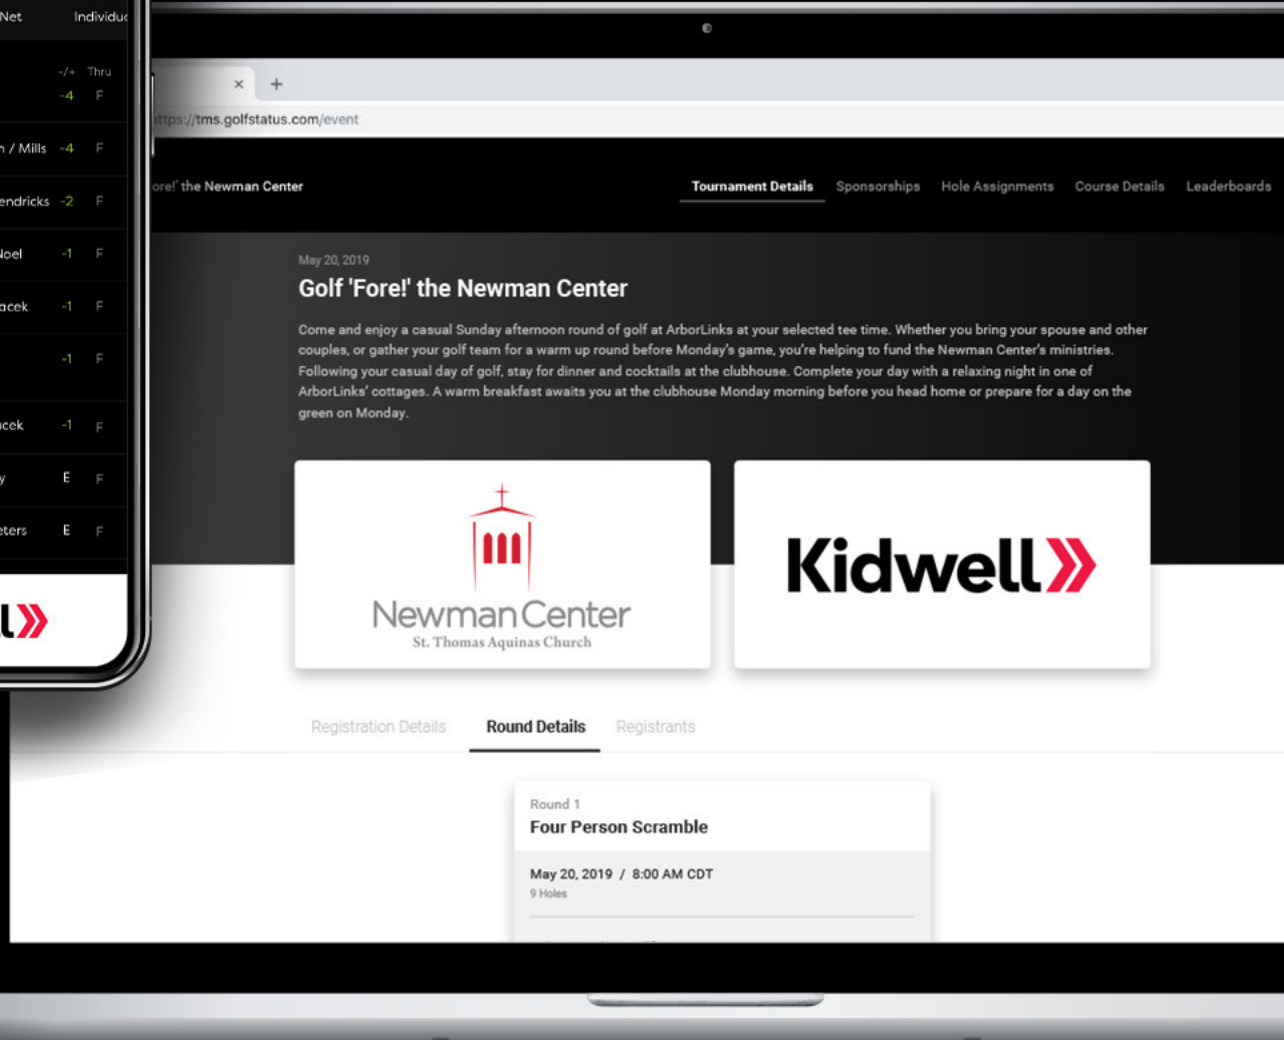 Net Individu
-/+ Thru
-4 F
/ Mills -4 F
endricks -2 F
Noel -1 F
acek -1 F
-1 F
cek -1 F
y E F
eters E F
× +
https://tms.golfstatus.com/event
ore!' the Newman Center
Tournament Details Sponsorships Hole Assignments Course Details Leaderboards
May 20, 2019
Golf 'Fore!' the Newman Center
Come and enjoy a casual Sunday afternoon round of golf at ArborLinks at your selected tee time. Whether you bring your spouse and other
couples, or gather your golf team for a warm up round before Monday's game, you're helping to fund the Newman Center's ministries.
Following your casual day of golf, stay for dinner and cocktails at the clubhouse. Complete your day with a relaxing night in one of
ArborLinks' cottages. A warm breakfast awaits you at the clubhouse Monday morning before you head home or prepare for a day on the
green on Monday.
Newman Center
St. Thomas Aquinas Church
Kidwell
Registration Details Round Details Registrants
Round 1
Four Person Scramble
May 20, 2019 / 8:00 AM CDT
9 Holes